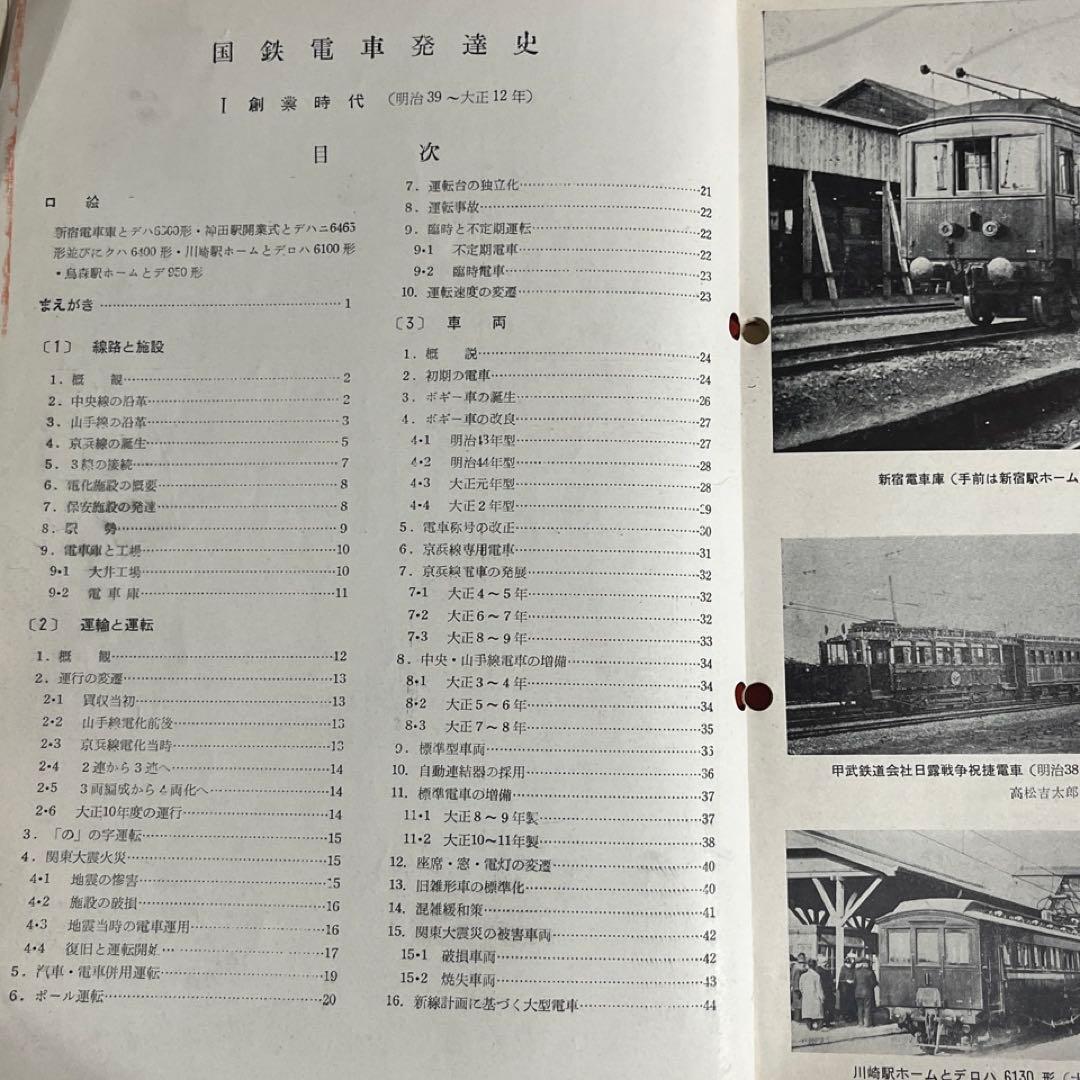 国鉄電車発達史
Ⅰ 創業時代 (明治39～大正12年)
目 次
口 絵
新宿電車庫とデハ6500形・神田駅開業式とデハニ6465
形並びにクハ6400形・川崎駅ホームとデロハ6100形
・烏森駅ホームとデ950形
まえがき……1
〔1〕 線路と施設
1. 概 観……2
2. 中央線の沿革……2
3. 山手線の沿革……3
4. 京浜線の誕生……5
5. 3線の接続……7
6. 電化施設の概要……8
7. 保安施設の発達……8
8. 駅 勢……9
9. 電車庫と工場……10
9・1 大井工場……10
9・2 電車庫……11
〔2〕 運輸と運転
1. 概 観……12
2. 運行の変遷……13
2・1 買収当初……13
2・2 山手線電化前後……13
2・3 京浜線電化当時……13
2・4 2連から3連へ……14
2・5 3両編成から4両化へ……14
2・6 大正10年度の運行……14
3. 「の」の字運転……15
4. 関東大震火災……15
4・1 地震の惨害……15
4・2 施設の破損……16
4・3 地震当時の電車運用……16
4・4 復旧と運転開始……17
5. 汽車・電車併用運転……19
6. ポール運転……20
7. 運転台の独立化……21
8. 運転事故……22
9. 臨時と不定期運転……22
9・1 不定期電車……22
9・2 臨時電車……23
10. 運転速度の変遷……23
〔3〕 車 両
1. 概 説……24
2. 初期の電車……24
3. ボギー車の誕生……26
4. ボギー車の改良……27
4・1 明治43年型……27
4・2 明治44年型……28
4・3 大正元年型……28
4・4 大正2年型……29
5. 電車称号の改正……30
6. 京浜線専用電車……31
7. 京浜線電車の発展……32
7・1 大正4～5年……32
7・2 大正6～7年……32
7・3 大正8～9年……33
8. 中央・山手線電車の増備……34
8・1 大正3～4年……34
8・2 大正5～6年……34
8・3 大正7～8年……35
9. 標準型車両……35
10. 自動連結器の採用……36
11. 標準電車の増備……37
11・1 大正8～9年製……37
11・2 大正10～11年製……38
12. 座席・窓・電灯の変遷……40
13. 旧雑形車の標準化……40
14. 混雑緩和策……41
15. 関東大震災の被害車両……42
15・1 破損車両……42
15・2 焼失車両……43
16. 新線計画に基づく大型電車……44
新宿電車庫（手前は新宿駅ホーム
甲武鉄道会社日露戦争祝捷電車（明治38
高松吉太郎
川崎駅ホームとデロハ 6130 形